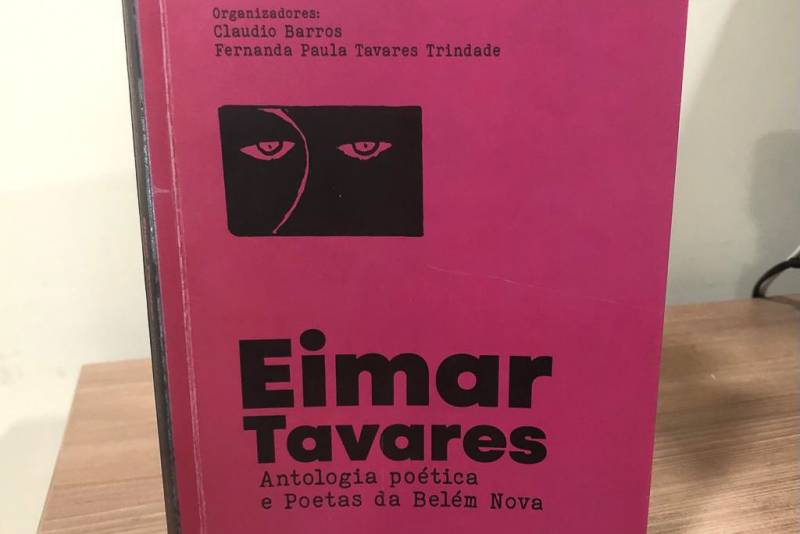 Organizadores:
Claudio Barros
Fernanda Paula Tavares Trindade
Eimar
Tavares
Antologia poética
e Poetas da Belém Nova